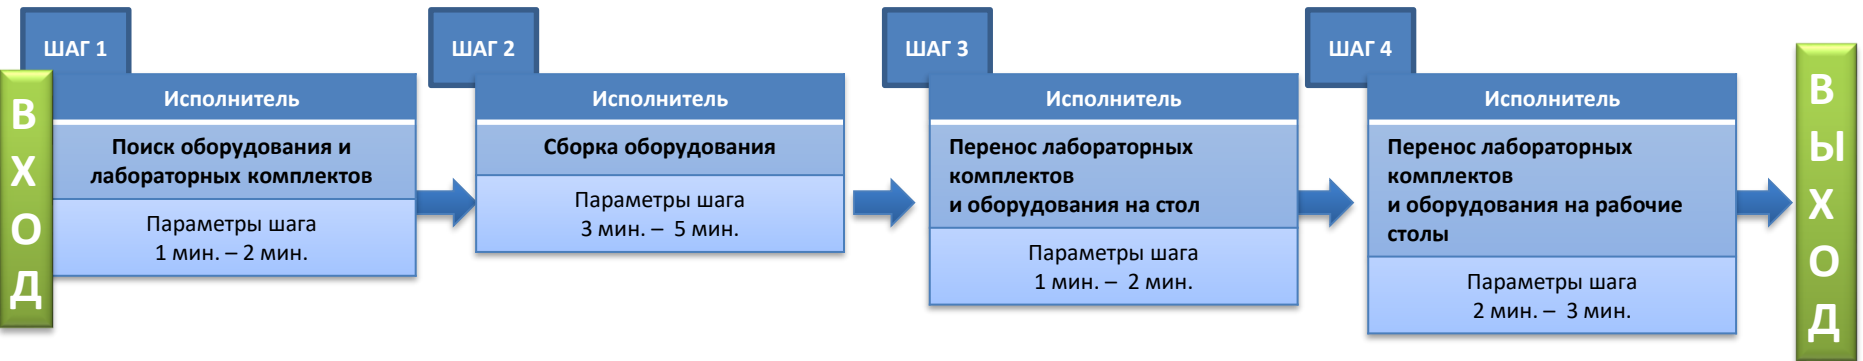 ВХОД
ШАГ 1
Исполнитель
Поиск оборудования и
лабораторных комплектов
Параметры шага
1 мин. – 2 мин.
ШАГ 2
Исполнитель
Сборка оборудования
Параметры шага
3 мин. – 5 мин.
ШАГ 3
Исполнитель
Перенос лабораторных
комплектов
и оборудования на стол
Параметры шага
1 мин. – 2 мин.
ШАГ 4
Исполнитель
Перенос лабораторных
комплектов
и оборудования на рабочие
столы
Параметры шага
2 мин. – 3 мин.
ВЫХОД